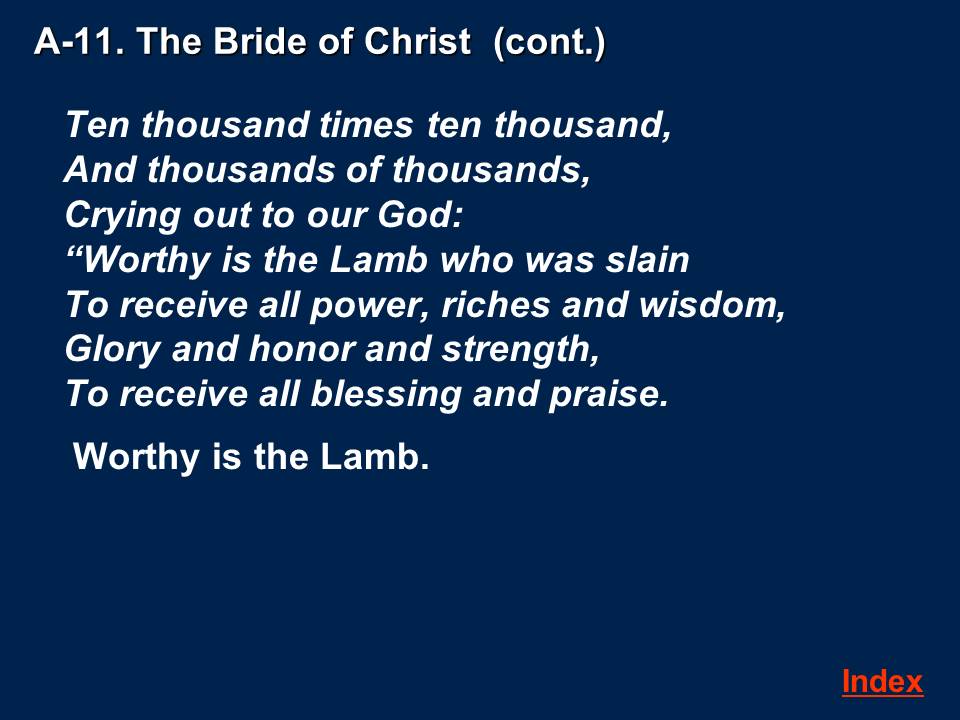 A-11. The Bride of Christ (cont.)
Ten thousand times ten thousand,
And thousands of thousands,
Crying out to our God:
“Worthy is the Lamb who was slain
To receive all power, riches and wisdom,
Glory and honor and strength,
To receive all blessing and praise.
Worthy is the Lamb.
Index